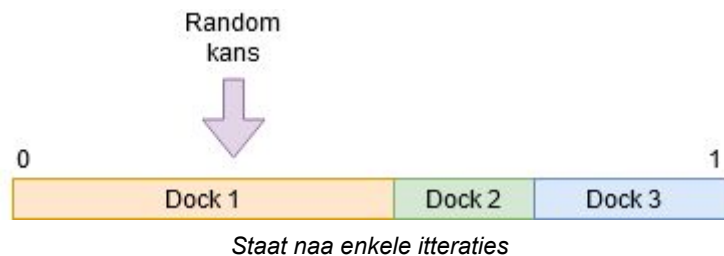 Random
kans
0 1
Dock 1 Dock 2 Dock 3
Staat naa enkele itteraties